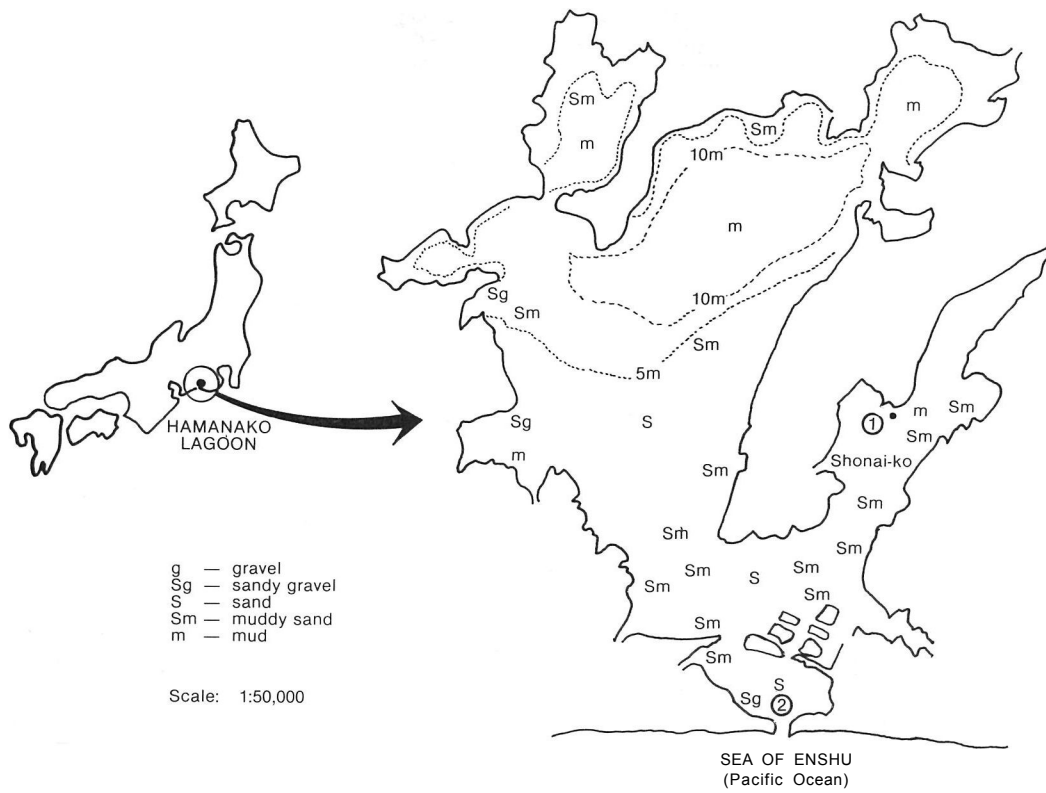 HAMANAKO
LAGOON
g — gravel
Sg — sandy gravel
S — sand
Sm — muddy sand
m — mud
Scale: 1:50,000
Sm
m
Sm
10m
m
m
10m
Sg
Sm
Sm
5m
Sg
S
m
Sm
m
Sm
1
Sm
Shonai-ko
Sm
Srh
Sm
Sm
Sm
S
Sm
Sm
Sm
Sm
S
Sg
2
SEA OF ENSHU
(Pacific Ocean)